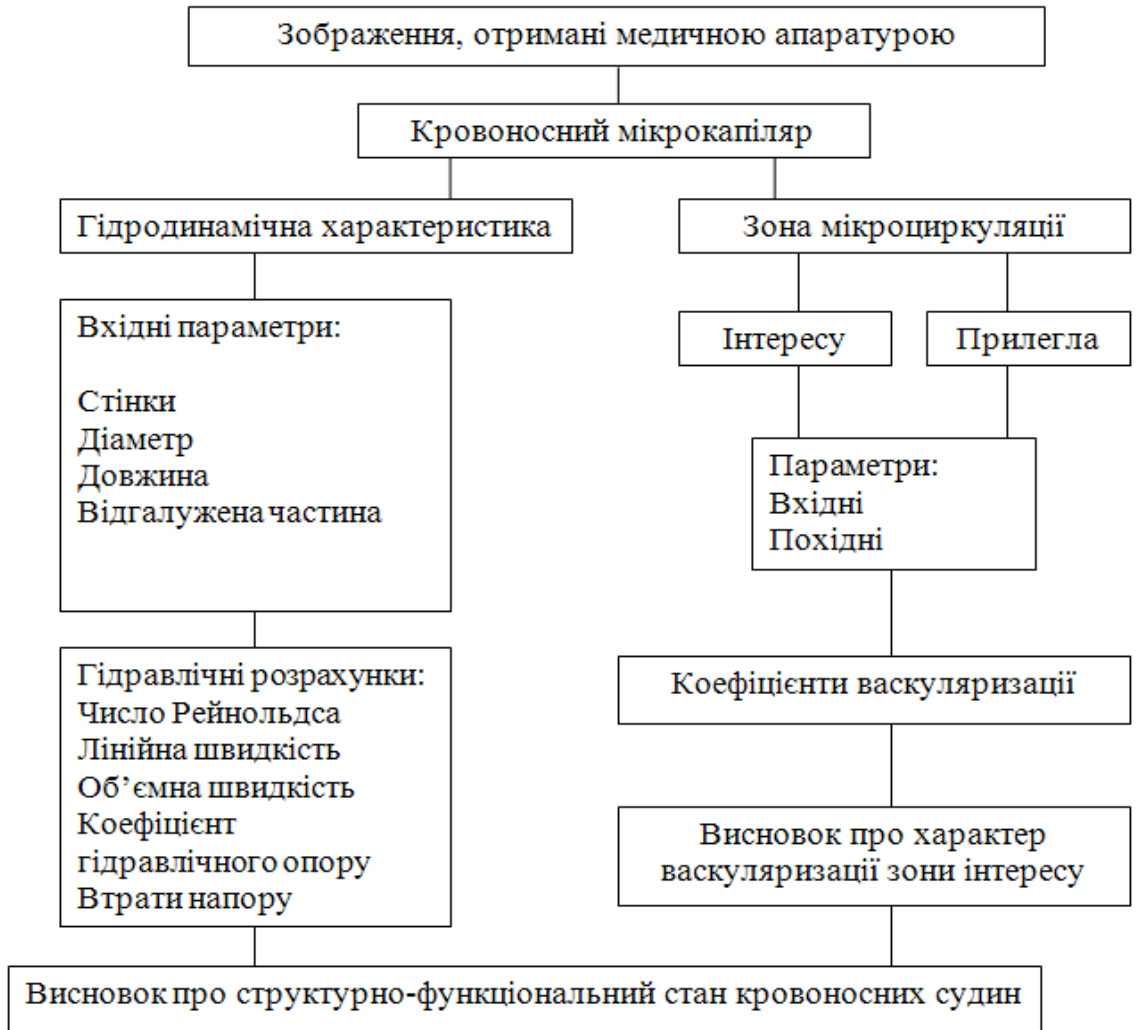 Зображення, отримані медичною апаратурою
Кровоносний мікрокапіляр
Гідродинамічна характеристика
Зона мікроциркуляції
Вхідні параметри:
Стінки
Діаметр
Довжина
Відгалужена частина
Інтересу
Прилегла
Параметри:
Вхідні
Похідні
Гідравлічні розрахунки:
Число Рейнольдса
Лінійна швидкість
Об’ємна швидкість
Коефіцієнт
гідравлічного опору
Втрати напору
Коефіцієнти васкуляризації
Висновок про характер
васкуляризації зони інтересу
Висновок про структурно-функціональний стан кровоносних судин